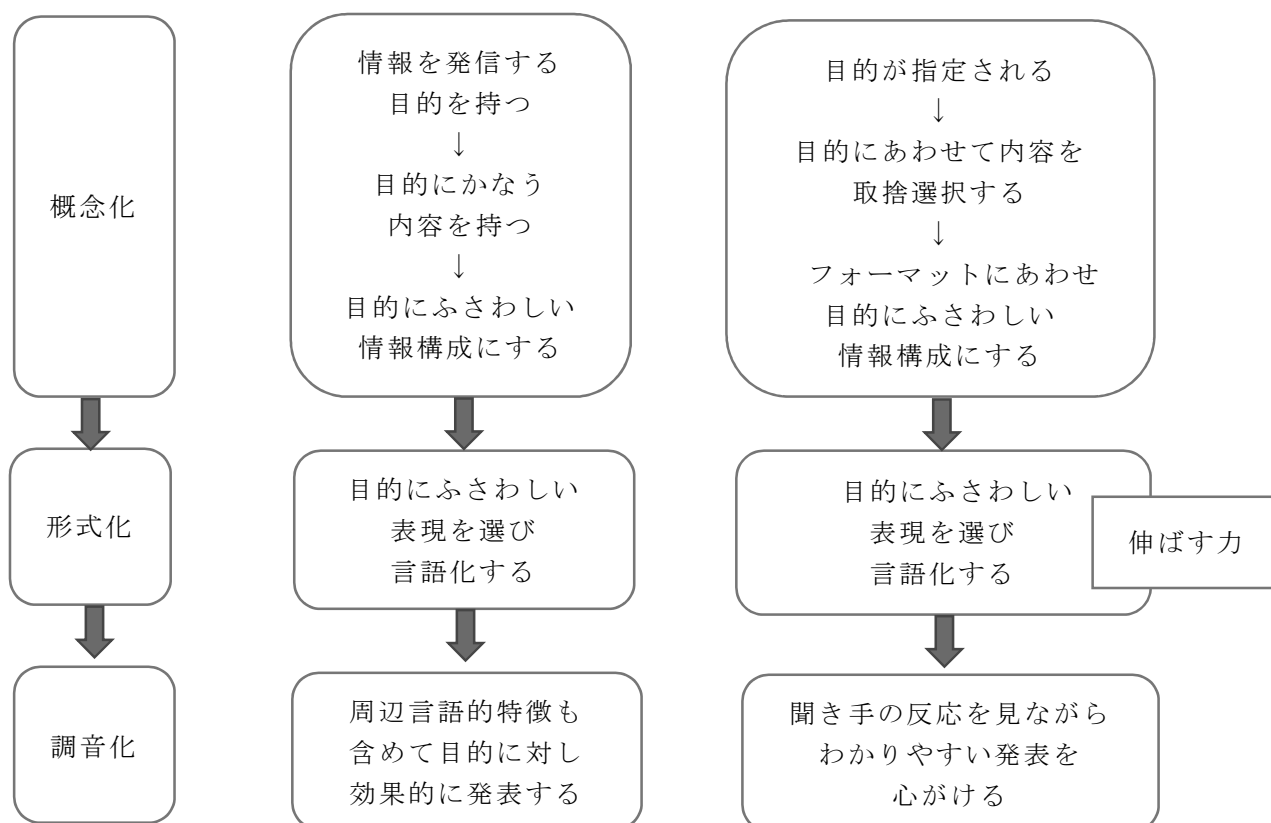 概念化
情報を発信する
目的を持つ
↓
目的にかなう
内容を持つ
↓
目的にふさわしい
情報構成にする
目的が指定される
↓
目的にあわせて内容を
取捨選択する
↓
フォーマットにあわせ
目的にふさわしい
情報構成にする
形式化
目的にふさわしい
表現を選び
言語化する
目的にふさわしい
表現を選び
言語化する
伸ばす力
調音化
周辺言語的特徴も
含めて目的に対し
効果的に発表する
聞き手の反応を見ながら
わかりやすい発表を
心がける